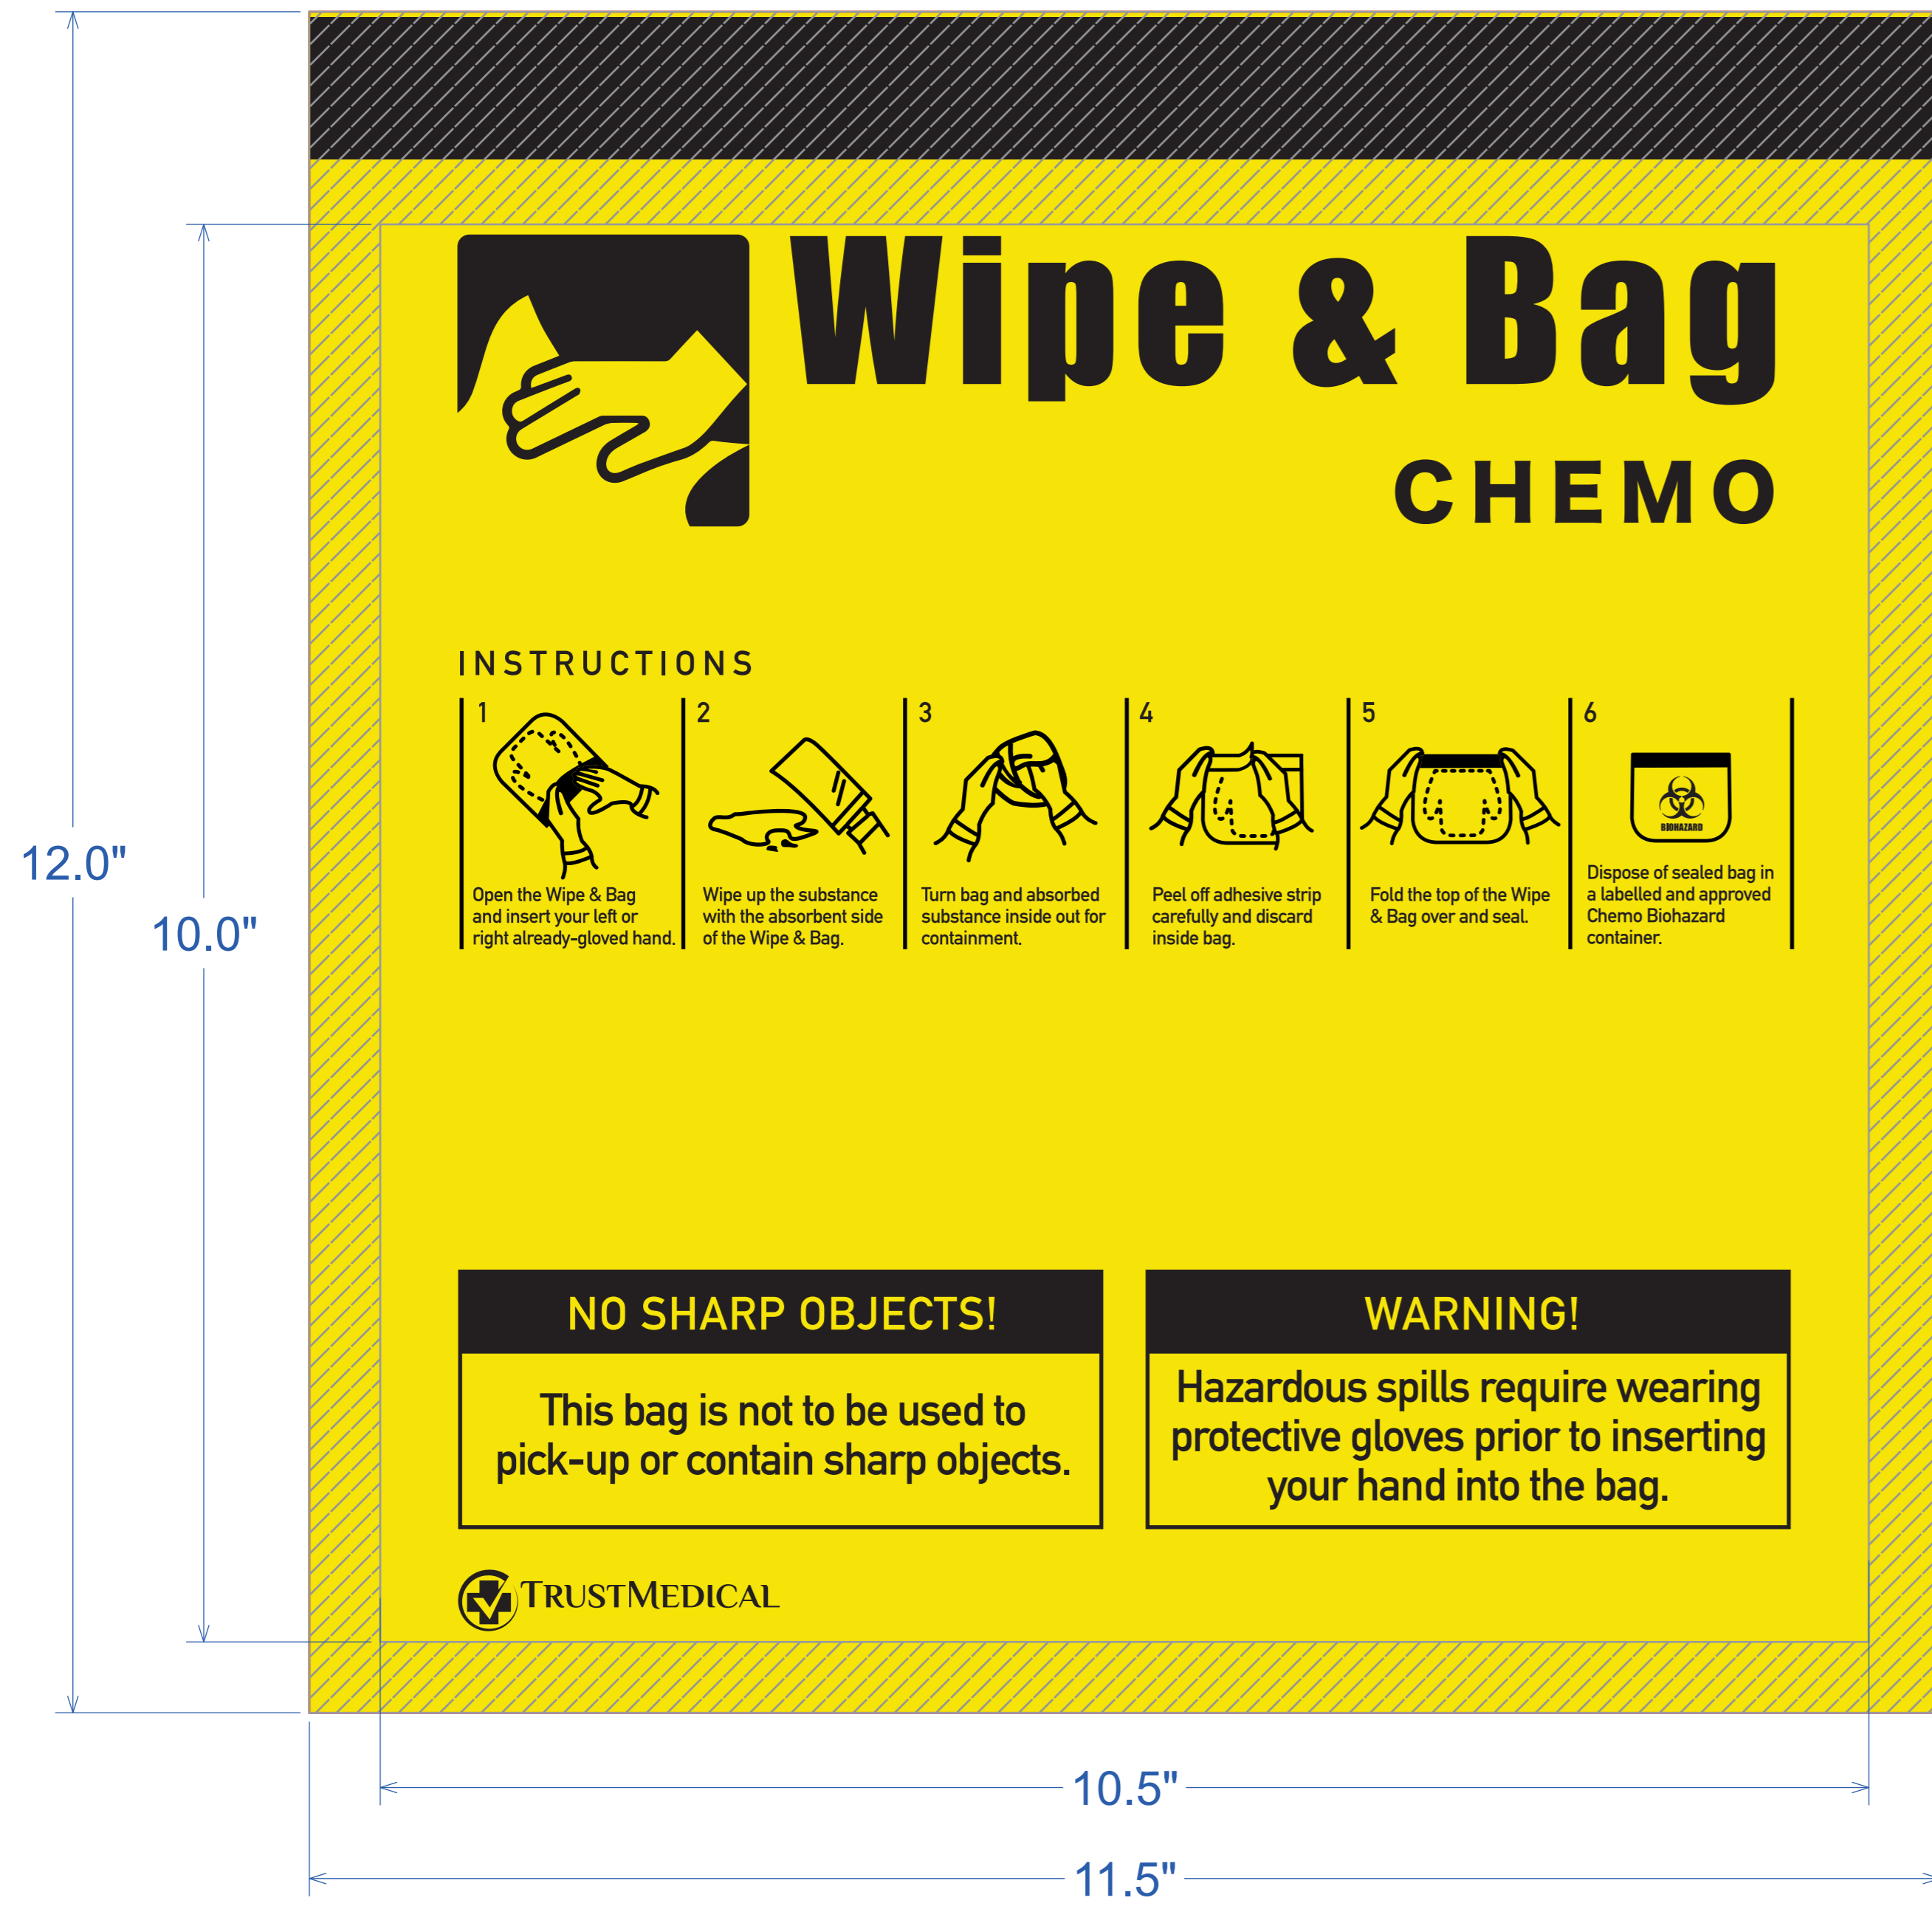 Wipe & Bag
CHEMO
INSTRUCTIONS
1
Open the Wipe & Bag
and insert your left or
right already-gloved hand.
2
Wipe up the substance
with the absorbent side
of the Wipe & Bag.
3
Turn bag and absorbed
substance inside out for
containment.
4
Peel off adhesive strip
carefully and discard
inside bag.
5
Fold the top of the Wipe
& Bag over and seal.
6
BIOHAZARD
Dispose of sealed bag in
a labelled and approved
Chemo Biohazard
container.
12.0"
10.0"
NO SHARP OBJECTS!
This bag is not to be used to
pick-up or contain sharp objects.
WARNING!
Hazardous spills require wearing
protective gloves prior to inserting
your hand into the bag.
TRUSTMEDICAL
10.5"
11.5"